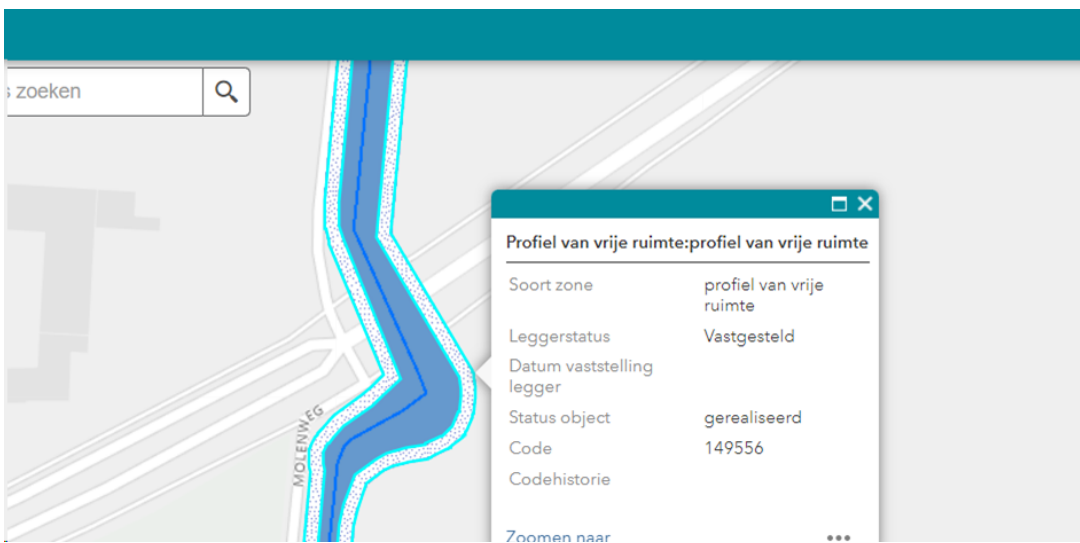 s zoeken
Profiel van vrije ruimte:profiel van vrije ruimte
Soort zone profiel van vrije
ruimte
Leggerstatus Vastgesteld
Datum vaststelling
legger
Status object gerealiseerd
Code 149556
Codehistorie
MOLENWEG
Zoomen naar